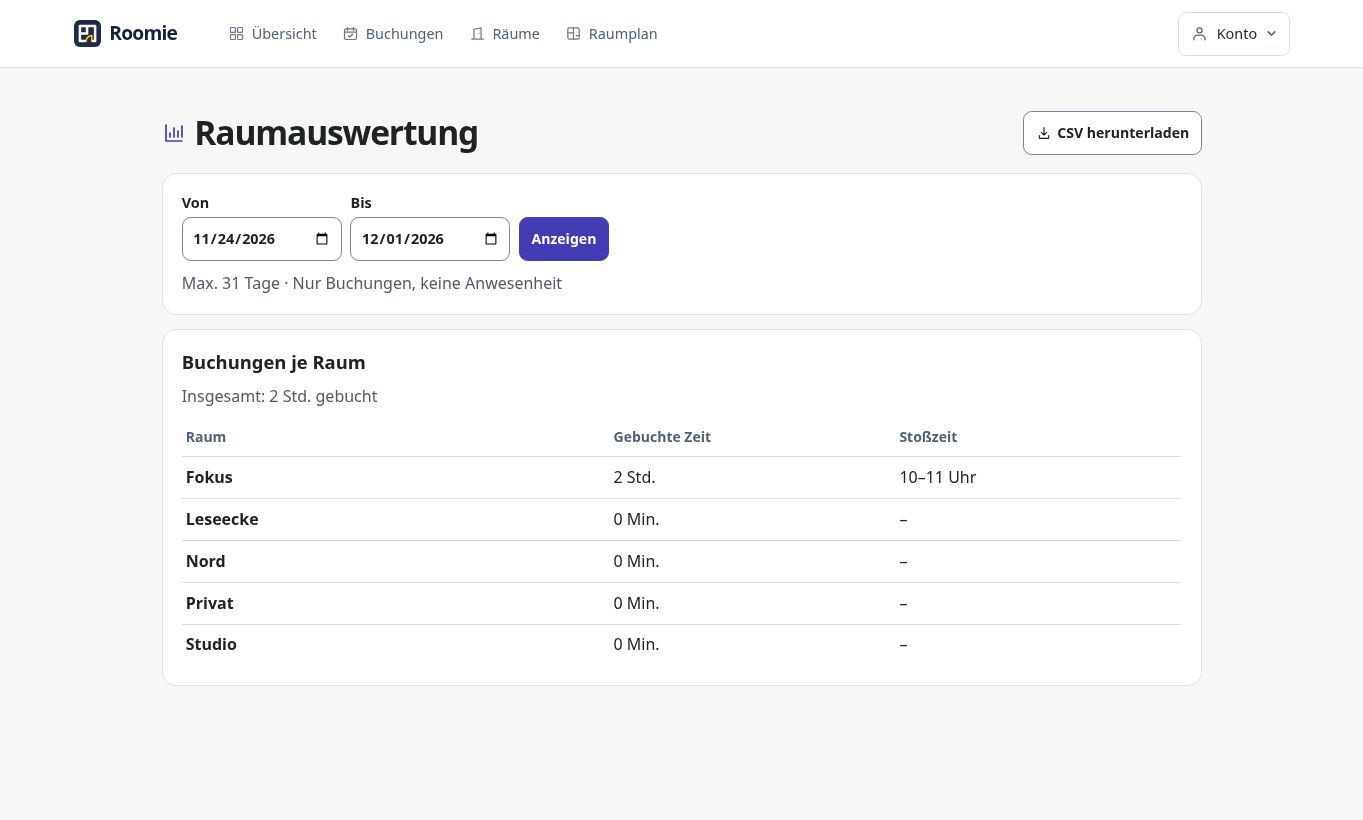 Roomie Übersicht Buchungen Räume Raumplan Konto
Raumauswertung CSV herunterladen
Von Bis
11/24/2026 12/01/2026 Anzeigen
Max. 31 Tage · Nur Buchungen, keine Anwesenheit
Buchungen je Raum
Insgesamt: 2 Std. gebucht
Raum Gebuchte Zeit Stoßzeit
Fokus 2 Std. 10–11 Uhr
Leseecke 0 Min. –
Nord 0 Min. –
Privat 0 Min. –
Studio 0 Min. –